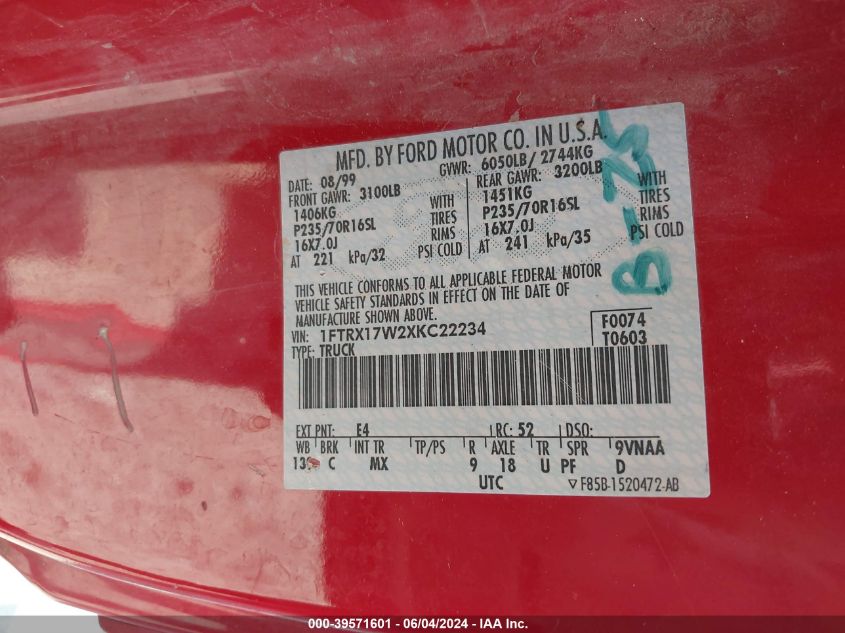 MFD. BY FORD MOTOR CO. IN U.S.A.
DATE: 08/99 GVWR: 6050LB/ 2744KG
FRONT GAWR: 3100LB REAR GAWR: 3200LB
1406KG WITH 1451KG WITH
P235/70R16SL TIRES P235/70R16SL TIRES
16X7.0J RIMS 16X7.0J RIMS
AT 221 kPa/32 PSI COLD AT 241 kPa/35 PSI COLD
B-75
THIS VEHICLE CONFORMS TO ALL APPLICABLE FEDERAL MOTOR
VEHICLE SAFETY STANDARDS IN EFFECT ON THE DATE OF
MANUFACTURE SHOWN ABOVE.
VIN: 1FTRX17W2XKC22234 F0074
TYPE: TRUCK T0603
EXT PNT: E4 RC: 52 DSO:
WB BRK INT TR TP/PS R AXLE TR SPR 9VNAA
C MX 9 18 U PF D
UTC ▽ F85B-1520472-AB
000-39571601 - 06/04/2024 - IAA Inc.